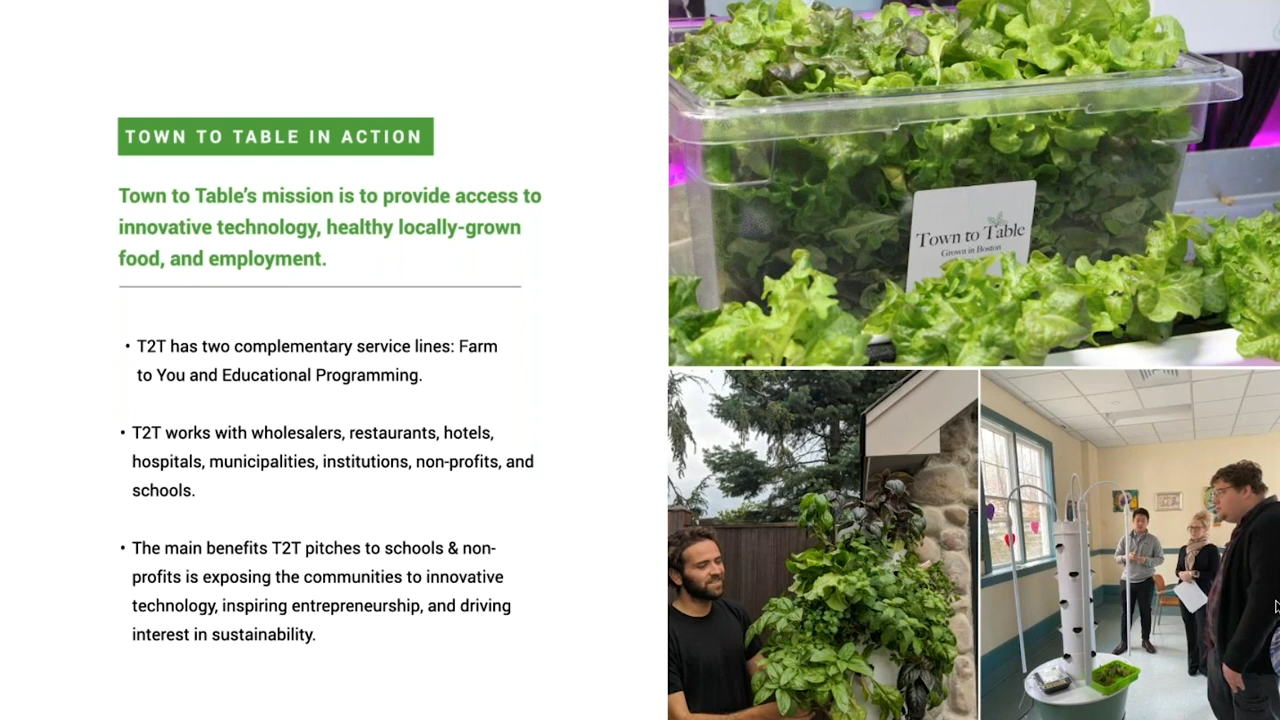 TOWN TO TABLE IN ACTION
Town to Table's mission is to provide access to
innovative technology, healthy locally-grown
food, and employment.
• T2T has two complementary service lines: Farm
to You and Educational Programming.
• T2T works with wholesalers, restaurants, hotels,
hospitals, municipalities, institutions, non-profits, and
schools.
• The main benefits T2T pitches to schools & non-
profits is exposing the communities to innovative
technology, inspiring entrepreneurship, and driving
interest in sustainability.
Town to Table
Grown in Boston